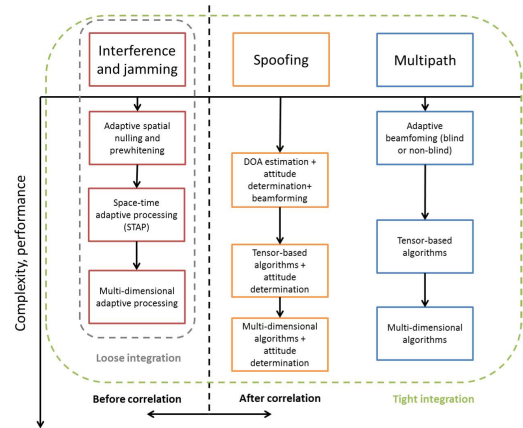 Interference
and jamming
Spoofing
Multipath
Adaptive spatial
nulling and
prewhitening
Space-time
adaptive processing
(STAP)
Multi-dimensional
adaptive processing
DOA estimation +
attitude
determination+
beamforming
Tensor-based
algorithms +
attitude
determination
Multi-dimensional
algorithms +
attitude
determination
Adaptive
beamfoming (blind
or non-blind)
Tensor-based
algorithms
Multi-dimensional
algorithms
Complexity, performance
Loose integration
Before correlation
After correlation
Tight integration